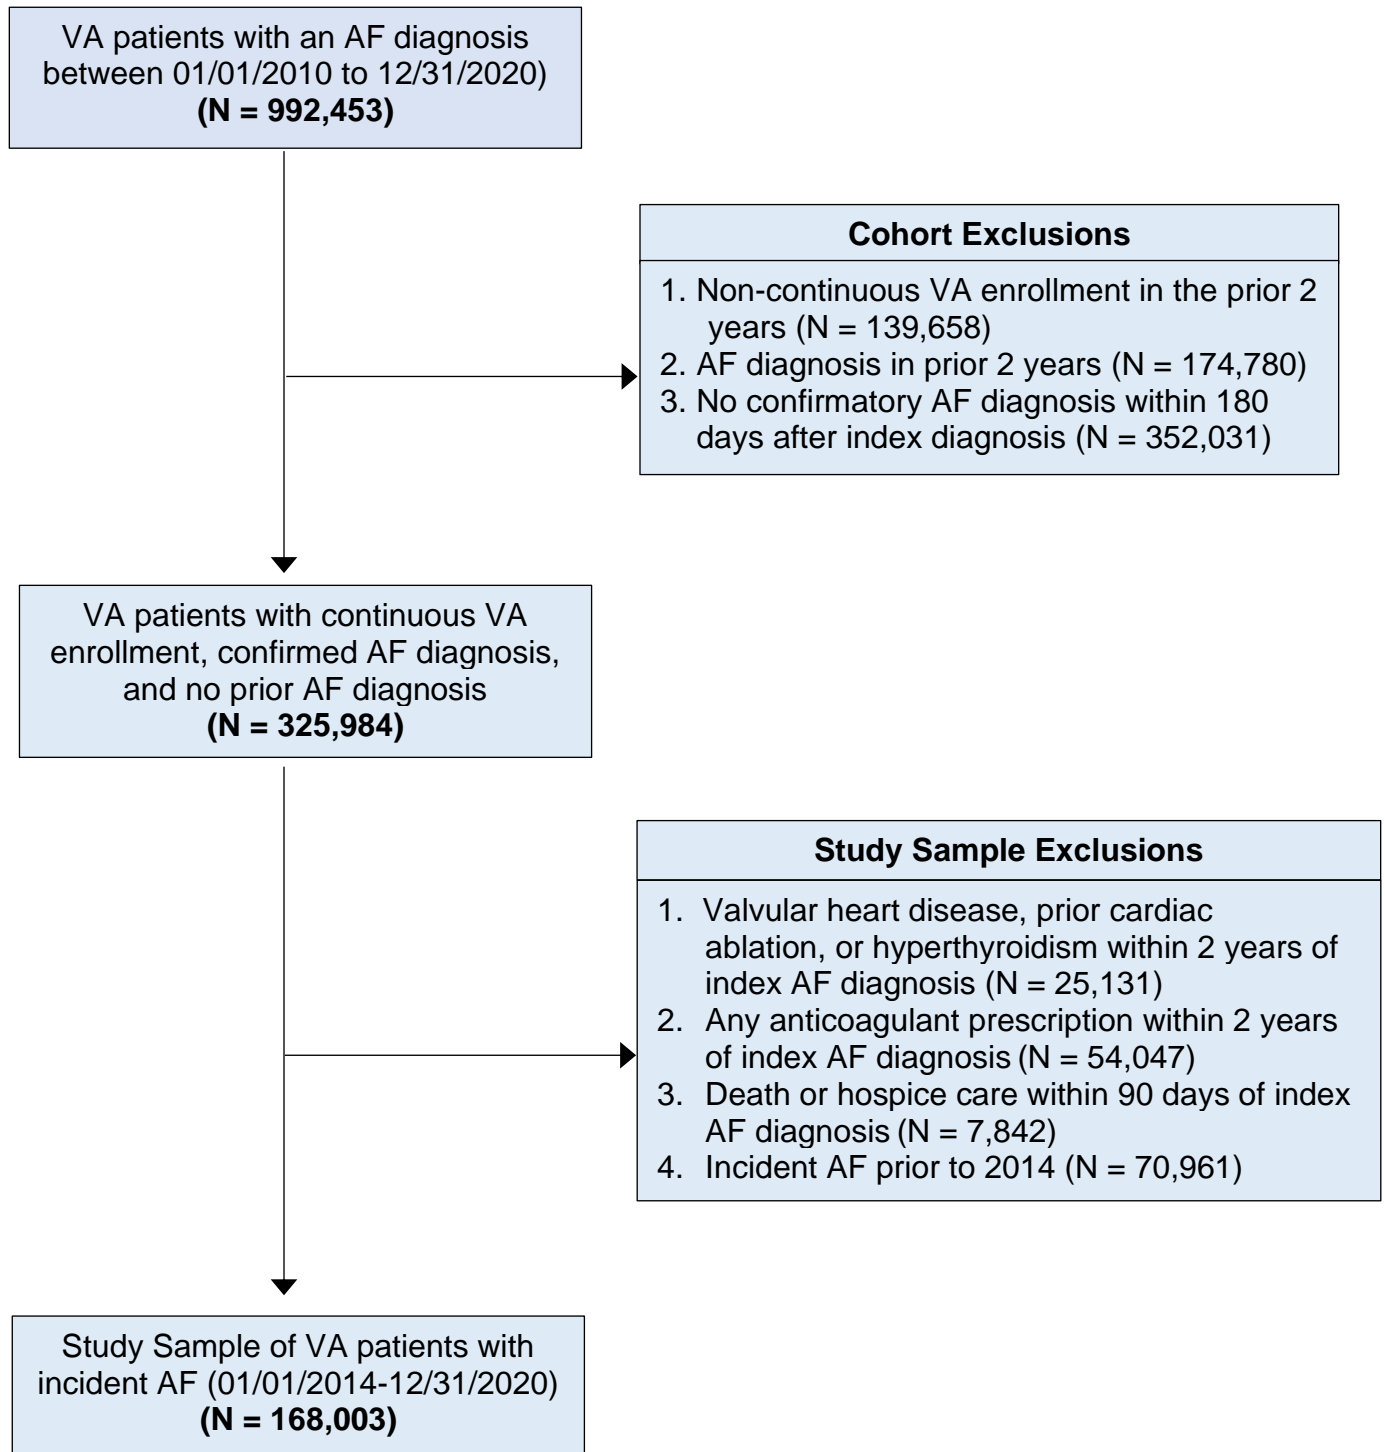 VA patients with an AF diagnosis
between 01/01/2010 to 12/31/2020)
(N = 992,453)
Cohort Exclusions
1. Non-continuous VA enrollment in the prior 2
years (N = 139,658)
2. AF diagnosis in prior 2 years (N = 174,780)
3. No confirmatory AF diagnosis within 180
days after index diagnosis (N = 352,031)
VA patients with continuous VA
enrollment, confirmed AF diagnosis,
and no prior AF diagnosis
(N = 325,984)
Study Sample Exclusions
1. Valvular heart disease, prior cardiac
ablation, or hyperthyroidism within 2 years of
index AF diagnosis (N = 25,131)
2. Any anticoagulant prescription within 2 years
of index AF diagnosis (N = 54,047)
3. Death or hospice care within 90 days of index
AF diagnosis (N = 7,842)
4. Incident AF prior to 2014 (N = 70,961)
Study Sample of VA patients with
incident AF (01/01/2014-12/31/2020)
(N = 168,003)